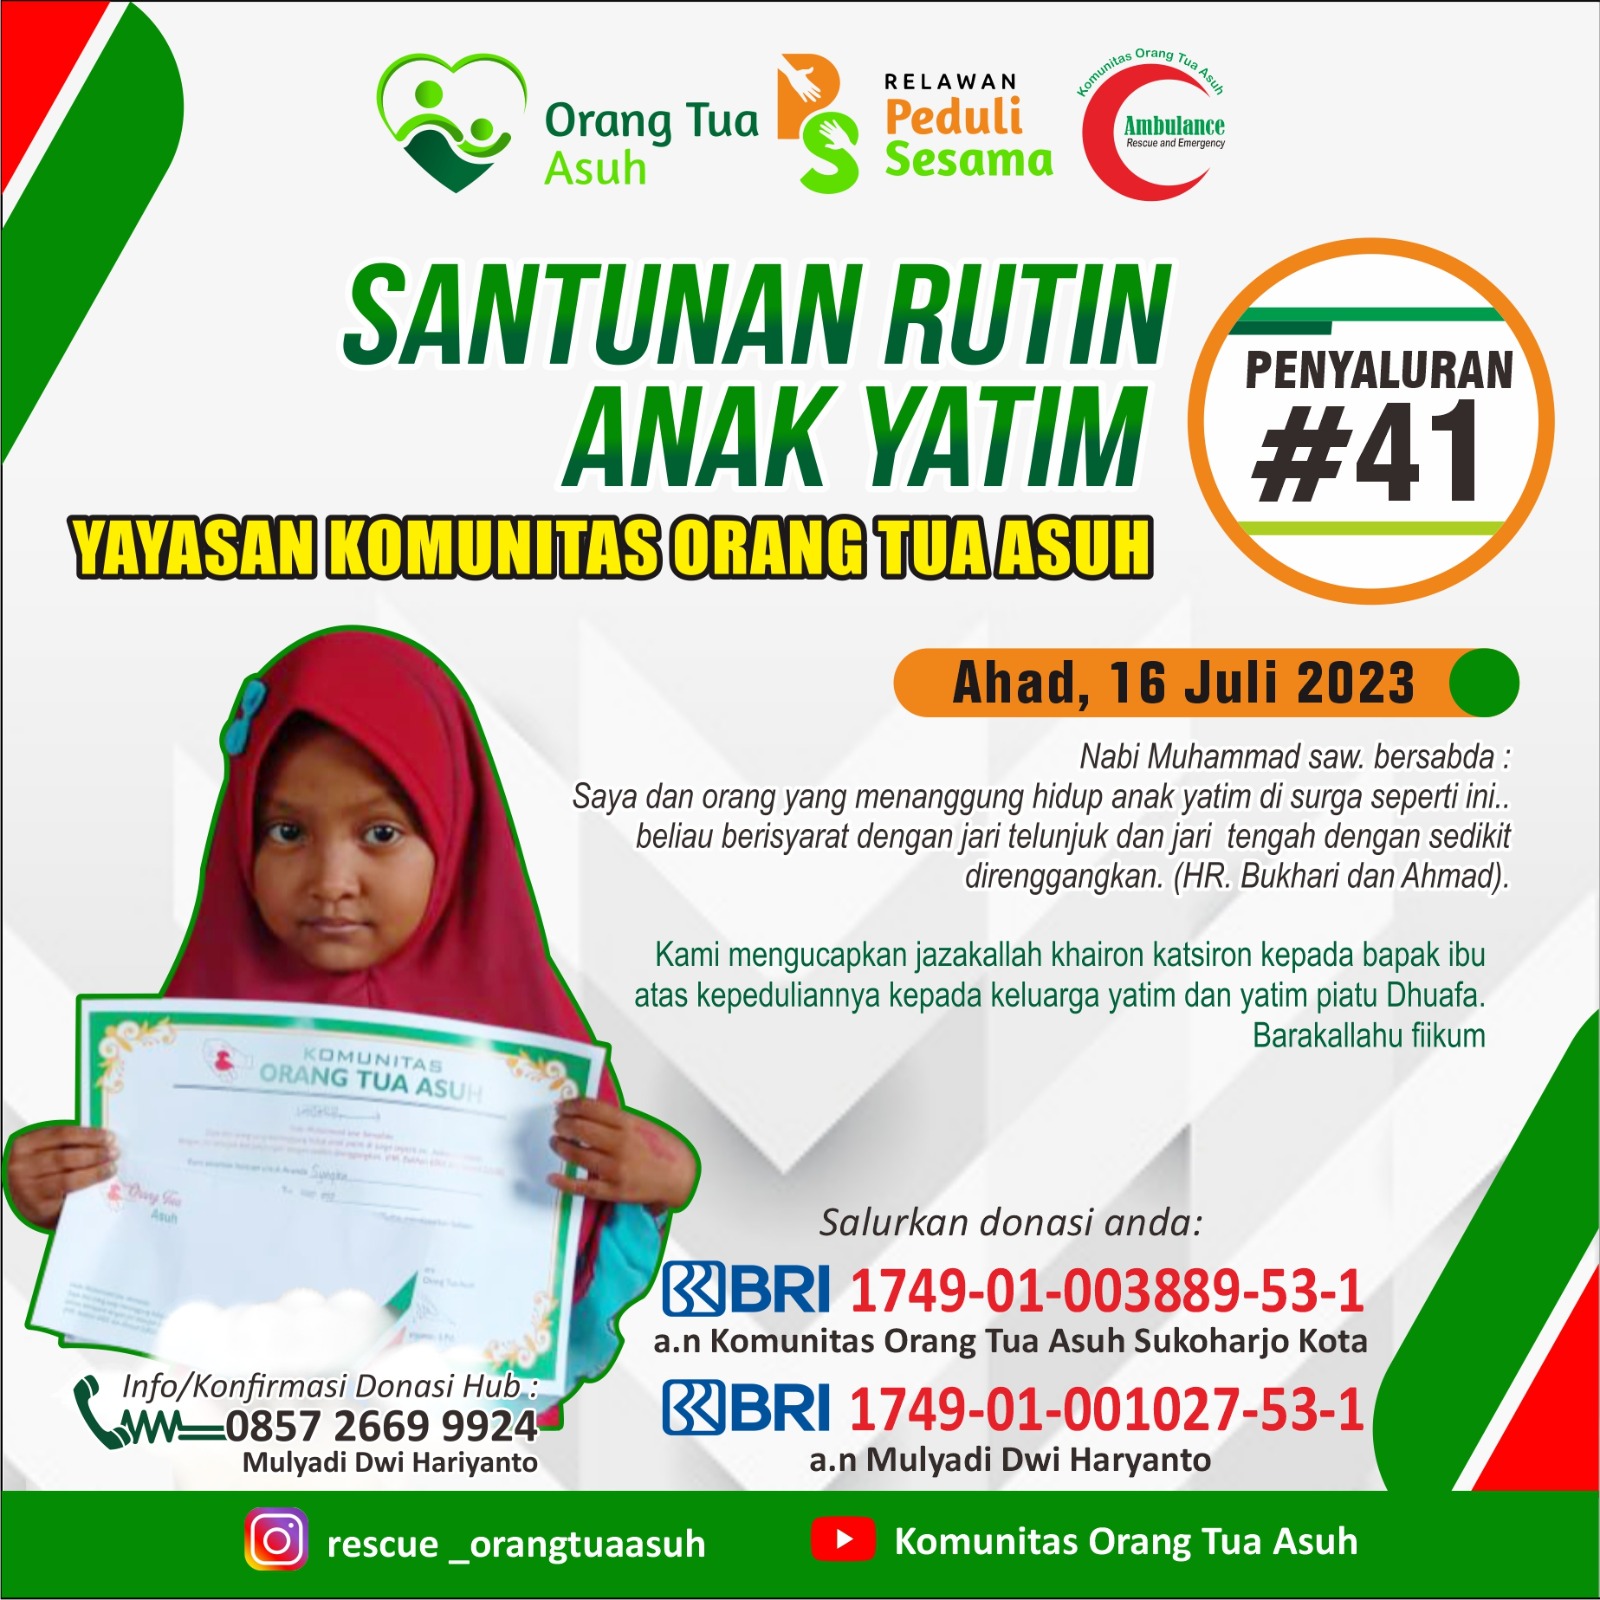 Orang Tua
Asuh
RELAWAN
Peduli
Sesama
Komunitas Orang Tua Asuh
Ambulance
Rescue and Emergency
SANTUNAN RUTIN
ANAK YATIM
YAYASAN KOMUNITAS ORANG TUA ASUH
PENYALURAN
#41
Ahad, 16 Juli 2023
Nabi Muhammad saw. bersabda :
Saya dan orang yang menanggung hidup anak yatim di surga seperti ini..
beliau berisyarat dengan jari telunjuk dan jari tengah dengan sedikit
direnggangkan. (HR. Bukhari dan Ahmad).
Kami mengucapkan jazakallah khairon katsiron kepada bapak ibu
atas kepeduliannya kepada keluarga yatim dan yatim piatu Dhuafa.
Barakallahu fiikum
KOMUNITAS
ORANG TUA ASUH
Orang Tua
Asuh
Salurkan donasi anda:
BRI 1749-01-003889-53-1
a.n Komunitas Orang Tua Asuh Sukoharjo Kota
BRI 1749-01-001027-53-1
a.n Mulyadi Dwi Haryanto
Info/Konfirmasi Donasi Hub :
0857 2669 9924
Mulyadi Dwi Hariyanto
rescue _orangtuaasuh
Komunitas Orang Tua Asuh